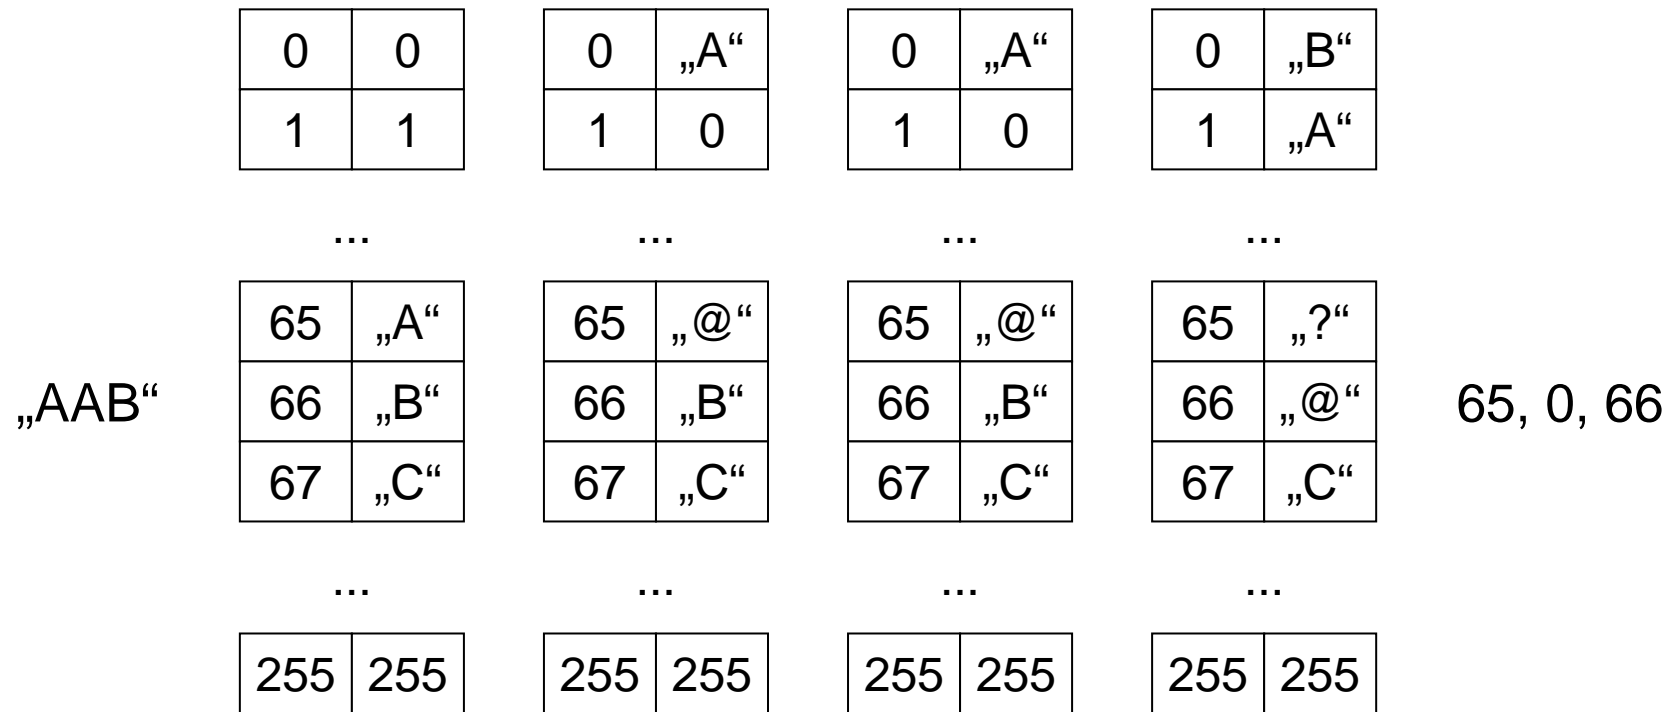 0 0 0 „A“ 0 „A“ 0 „B“
1 1 1 0 1 0 1 „A“
... ... ... ...
65 „A“ 65 „@“ 65 „@“ 65 „?“
„AAB“ 66 „B“ 66 „B“ 66 „B“ 66 „@“ 65, 0, 66
67 „C“ 67 „C“ 67 „C“ 67 „C“
... ... ... ...
255 255 255 255 255 255 255 255